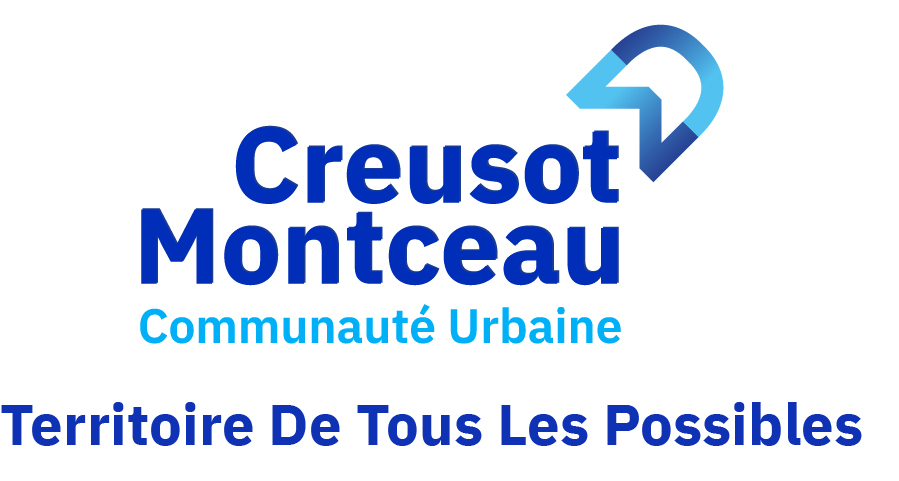 Creusot
Montceau
Communauté Urbaine
Territoire De Tous Les Possibles